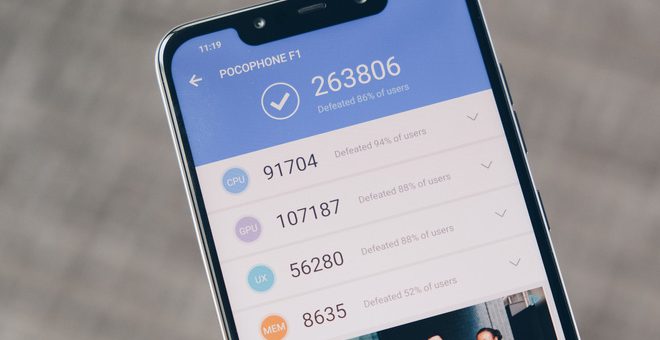 11:19
POCOPHONE F1
263806
Defeated 86% of users
CPU 91704 Defeated 94% of users
GPU 107187 Defeated 88% of users
UX 56280 Defeated 88% of users
MEM 8635 Defeated 52% of users